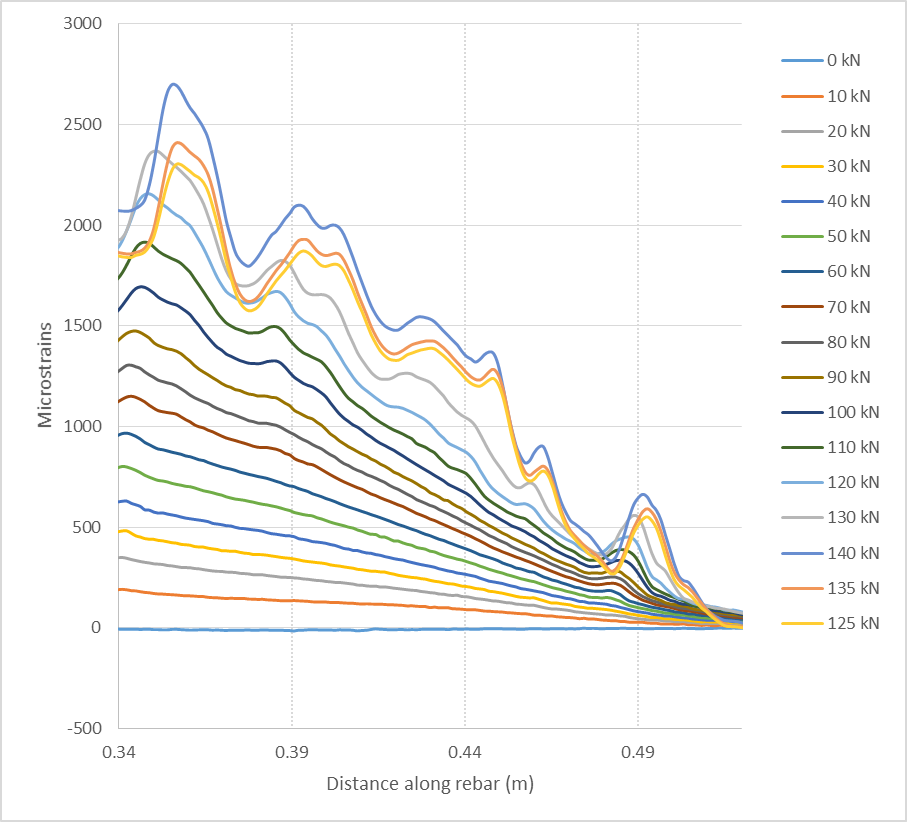 3000
2500
2000
1500
1000
500
0
-500
Microstrains
0.34
0.39
0.44
0.49
Distance along rebar (m)
0 kN
10 kN
20 kN
30 kN
40 kN
50 kN
60 kN
70 kN
80 kN
90 kN
100 kN
110 kN
120 kN
130 kN
140 kN
135 kN
125 kN